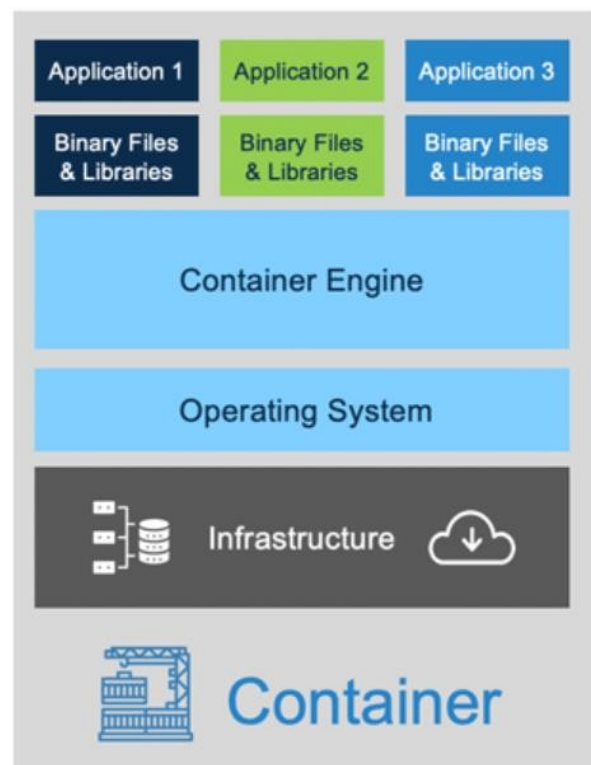 Application 1
Application 2
Application 3
Binary Files
& Libraries
Binary Files
& Libraries
Binary Files
& Libraries
Container Engine
Operating System
Infrastructure
Container